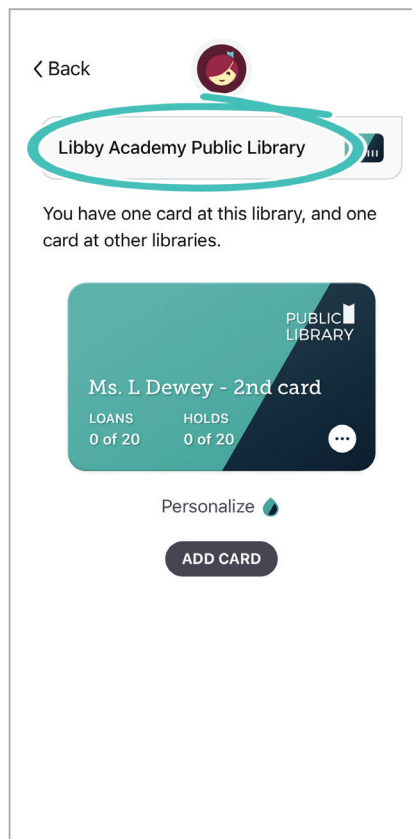 Back
Libby Academy Public Library
You have one card at this library, and one
card at other libraries.
PUBLIC
LIBRARY
Ms. L Dewey - 2nd card
LOANS HOLDS
0 of 20 0 of 20
Personalize
ADD CARD